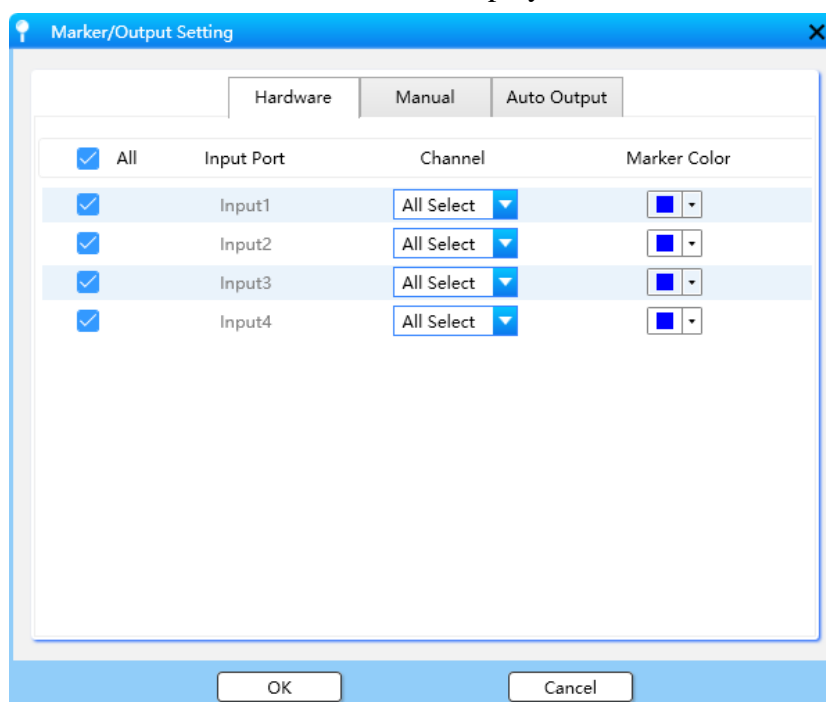 Marker/Output Setting
Hardware Manual Auto Output
All Input Port Channel Marker Color
Input1 All Select
Input2 All Select
Input3 All Select
Input4 All Select
OK Cancel